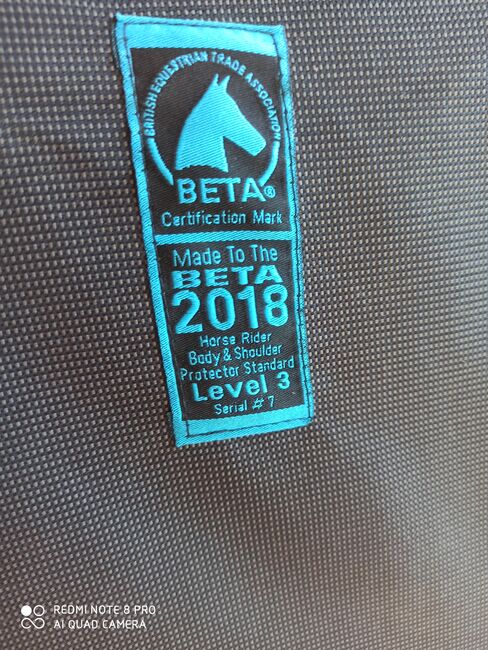 BRITISH EQUESTRIAN TRADE ASSOCIATION
BETA®
Certification Mark
Made To The
BETA
2018
Horse Rider
Body & Shoulder
Protector Standard
Level 3
Serial # 7
REDMI NOTE 8 PRO
AI QUAD CAMERA